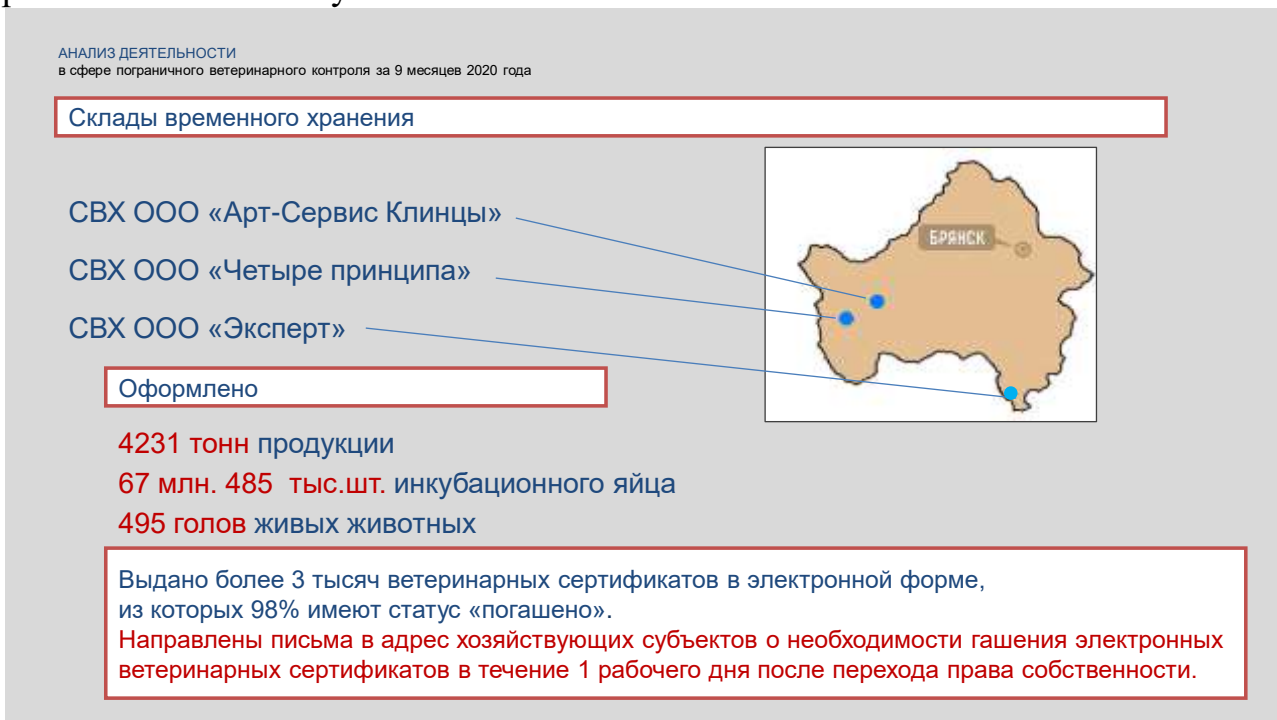 АНАЛИЗ ДЕЯТЕЛЬНОСТИ
в сфере пограничного ветеринарного контроля за 9 месяцев 2020 года
Склады временного хранения
СВХ ООО «Арт-Сервис Клинцы»
БРЯНСК
СВХ ООО «Четыре принципа»
СВХ ООО «Эксперт»
Оформлено
4231 тонн продукции
67 млн. 485 тыс.шт. инкубационного яйца
495 голов живых животных
Выдано более 3 тысяч ветеринарных сертификатов в электронной форме,
из которых 98% имеют статус «погашено».
Направлены письма в адрес хозяйствующих субъектов о необходимости гашения электронных
ветеринарных сертификатов в течение 1 рабочего дня после перехода права собственности.